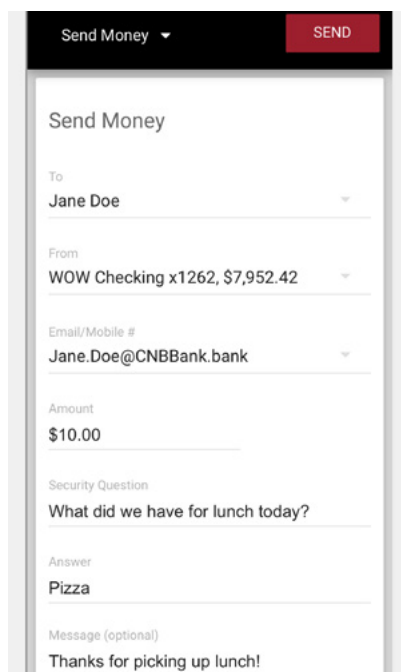 Send Money
SEND
Send Money
To
Jane Doe
From
WOW Checking x1262, $7,952.42
Email/Mobile #
Jane.Doe@CNBBank.bank
Amount
$10.00
Security Question
What did we have for lunch today?
Answer
Pizza
Message (optional)
Thanks for picking up lunch!